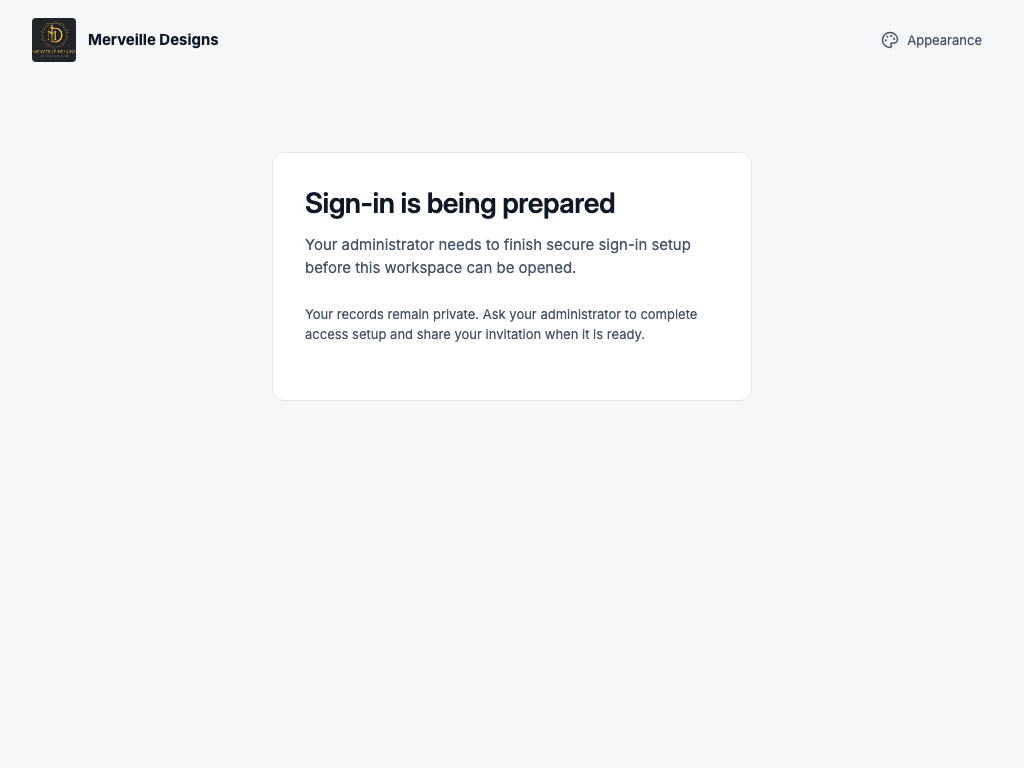 Merveille Designs
Appearance
Sign-in is being prepared
Your administrator needs to finish secure sign-in setup
before this workspace can be opened.
Your records remain private. Ask your administrator to complete
access setup and share your invitation when it is ready.